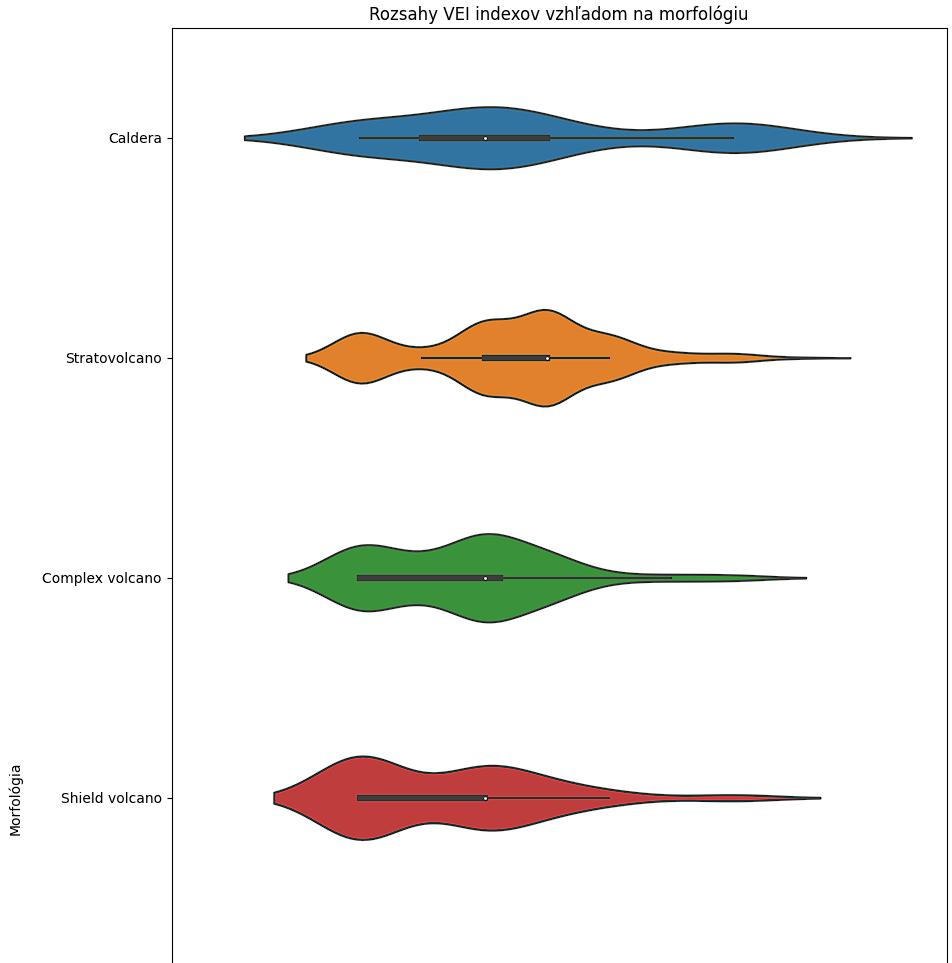 Rozsahy VEI indexov vzhľadom na morfológiu
Caldera
Stratovolcano
Complex volcano
Shield volcano
Morfológia